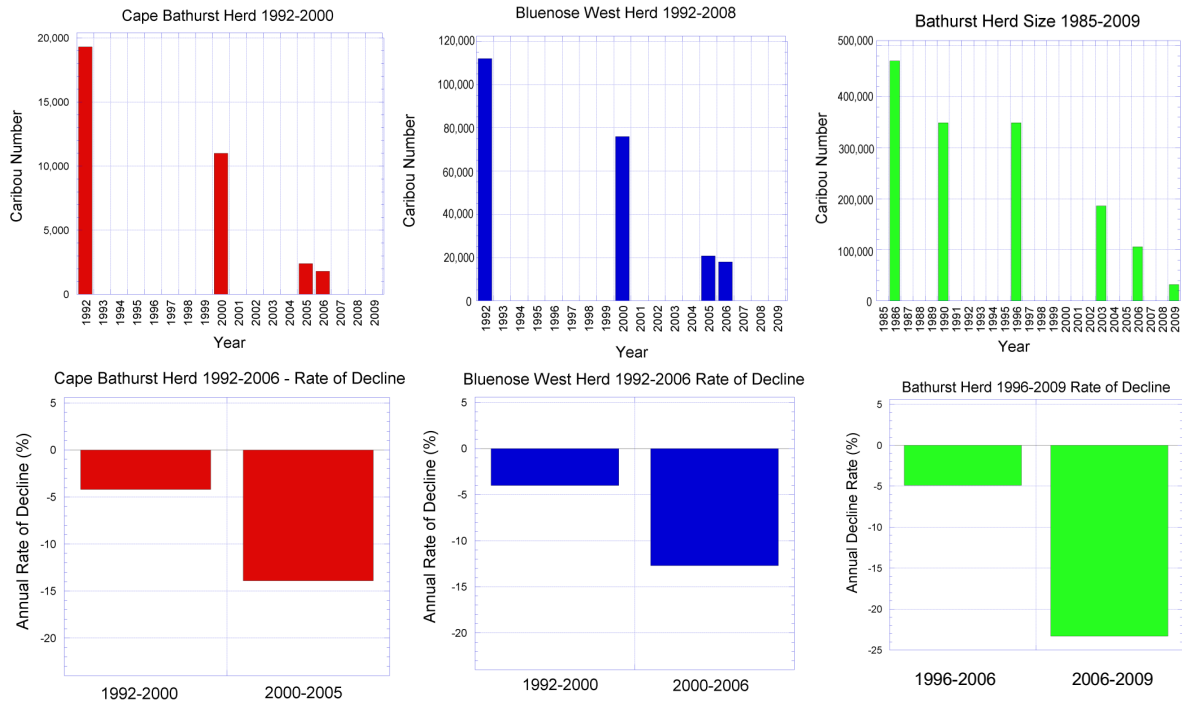 Cape Bathurst Herd 1992-2000
Caribou Number
20,000
15,000
10,000
5,000
0
1992 1993 1994 1995 1996 1997 1998 1999 2000 2001 2002 2003 2004 2005 2006 2007 2008 2009
Year
Bluenose West Herd 1992-2008
Caribou Number
120,000
100,000
80,000
60,000
40,000
20,000
0
1992 1993 1994 1995 1996 1997 1998 1999 2000 2001 2002 2003 2004 2005 2006 2007 2008 2009
Year
Bathurst Herd Size 1985-2009
Caribou Number
500,000
400,000
300,000
200,000
100,000
0
1985 1986 1987 1988 1989 1990 1991 1992 1993 1994 1995 1996 1997 1998 1999 2000 2001 2002 2003 2004 2005 2006 2007 2008 2009
Year
Cape Bathurst Herd 1992-2006 - Rate of Decline
Annual Rate of Decline (%)
5
0
-5
-10
-15
-20
1992-2000 2000-2005
Bluenose West Herd 1992-2006 Rate of Decline
Annual Rate of Decline (%)
5
0
-5
-10
-15
-20
1992-2000 2000-2006
Bathurst Herd 1996-2009 Rate of Decline
Annual Decline Rate (%)
5
0
-5
-10
-15
-20
-25
1996-2006 2006-2009